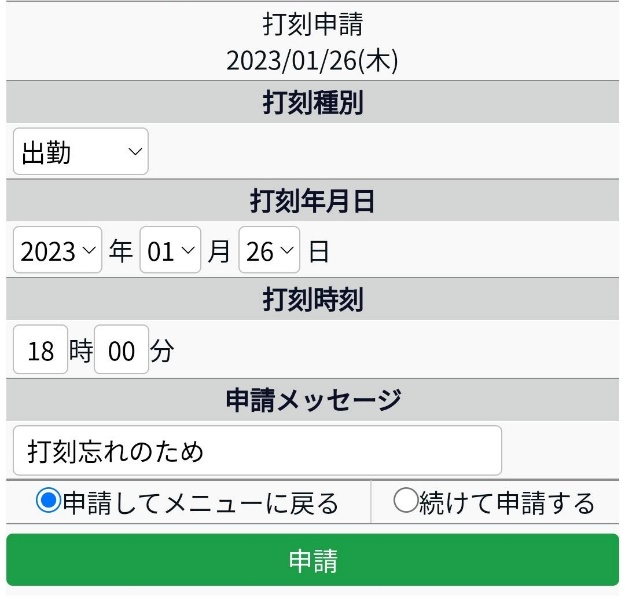 打刻申請
2023/01/26(木)
打刻種別
出勤
打刻年月日
2023 年 01 月 26 日
打刻時刻
18 時 00 分
申請メッセージ
打刻忘れのため
申請してメニューに戻る 続けて申請する
申請